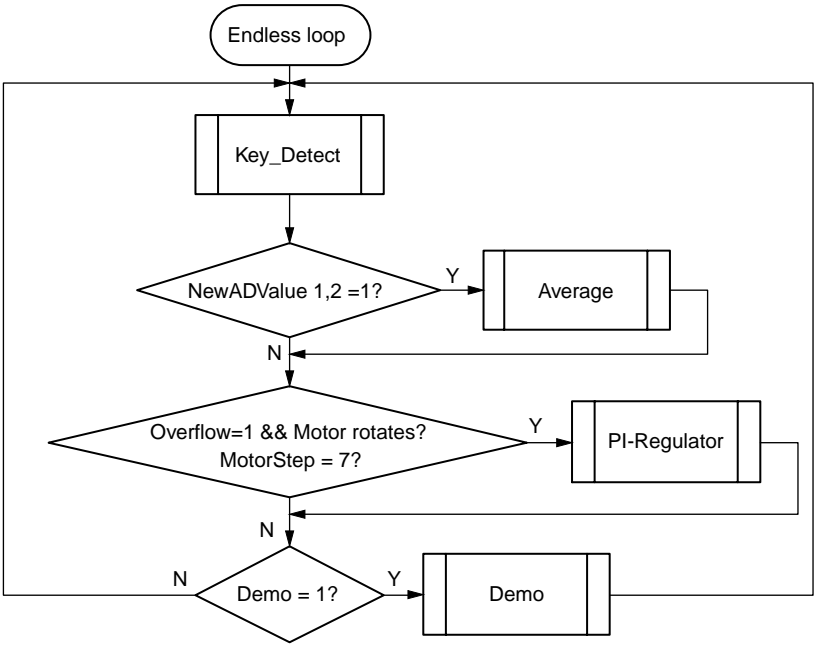 Endless loop
Key_Detect
NewADValue 1,2 =1?
Y
Average
N
Overflow=1 && Motor rotates?
MotorStep = 7?
Y
PI-Regulator
N
N
Demo = 1?
Y
Demo